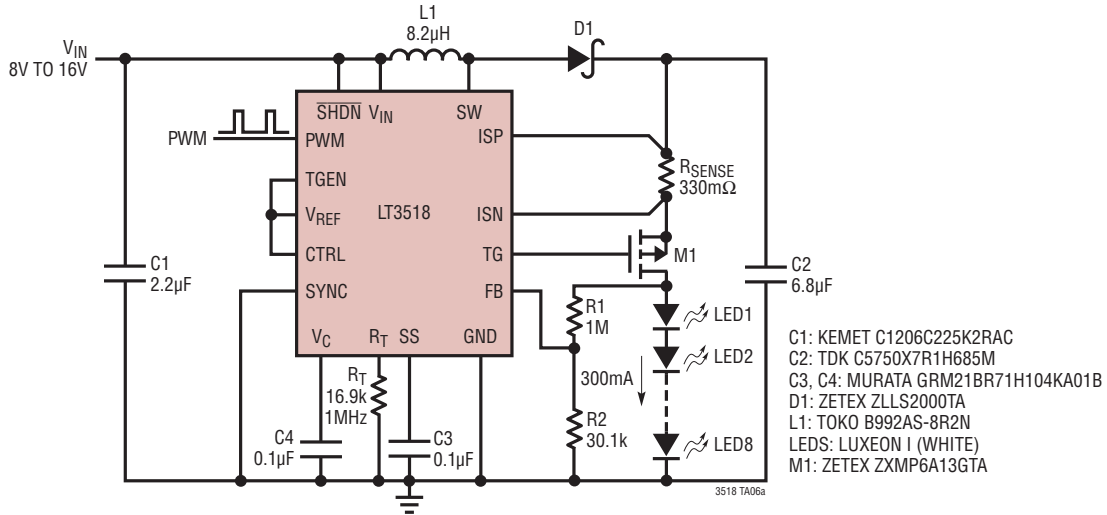 L1
8.2µH
D1
VIN
8V TO 16V
SHDN VIN SW
PWM
PWM
ISP
TGEN
RSENSE
330mΩ
VREF
LT3518
ISN
CTRL
TG
M1
C1
2.2µF
C2
6.8µF
SYNC
FB
R1
1M
LED1
VC RT SS GND
LED2
300mA
RT
16.9k
1MHz
R2
30.1k
LED8
C4
0.1µF
C3
0.1µF
3518 TA06a
C1: KEMET C1206C225K2RAC
C2: TDK C5750X7R1H685M
C3, C4: MURATA GRM21BR71H104KA01B
D1: ZETEX ZLLS2000TA
L1: TOKO B992AS-8R2N
LEDS: LUXEON I (WHITE)
M1: ZETEX ZXMP6A13GTA